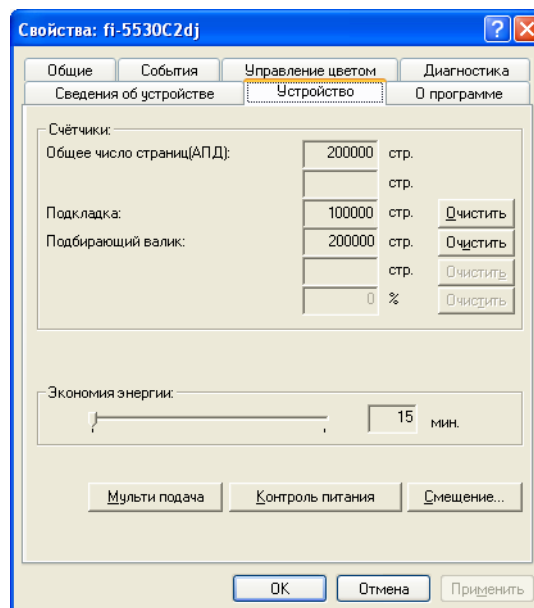 Свойства: fi-5530C2dj
Общие События Управление цветом Диагностика
Сведения об устройстве Устройство О программе
Счётчики:
Общее число страниц(АПД): 200000 стр.
стр.
Подкладка: 100000 стр. Очистить
Подбирающий валик: 200000 стр. Очистить
стр. Очистить
0 % Очистить
Экономия энергии:
15 мин.
Мульти подача Контроль питания Смещение...
OK Отмена Применить